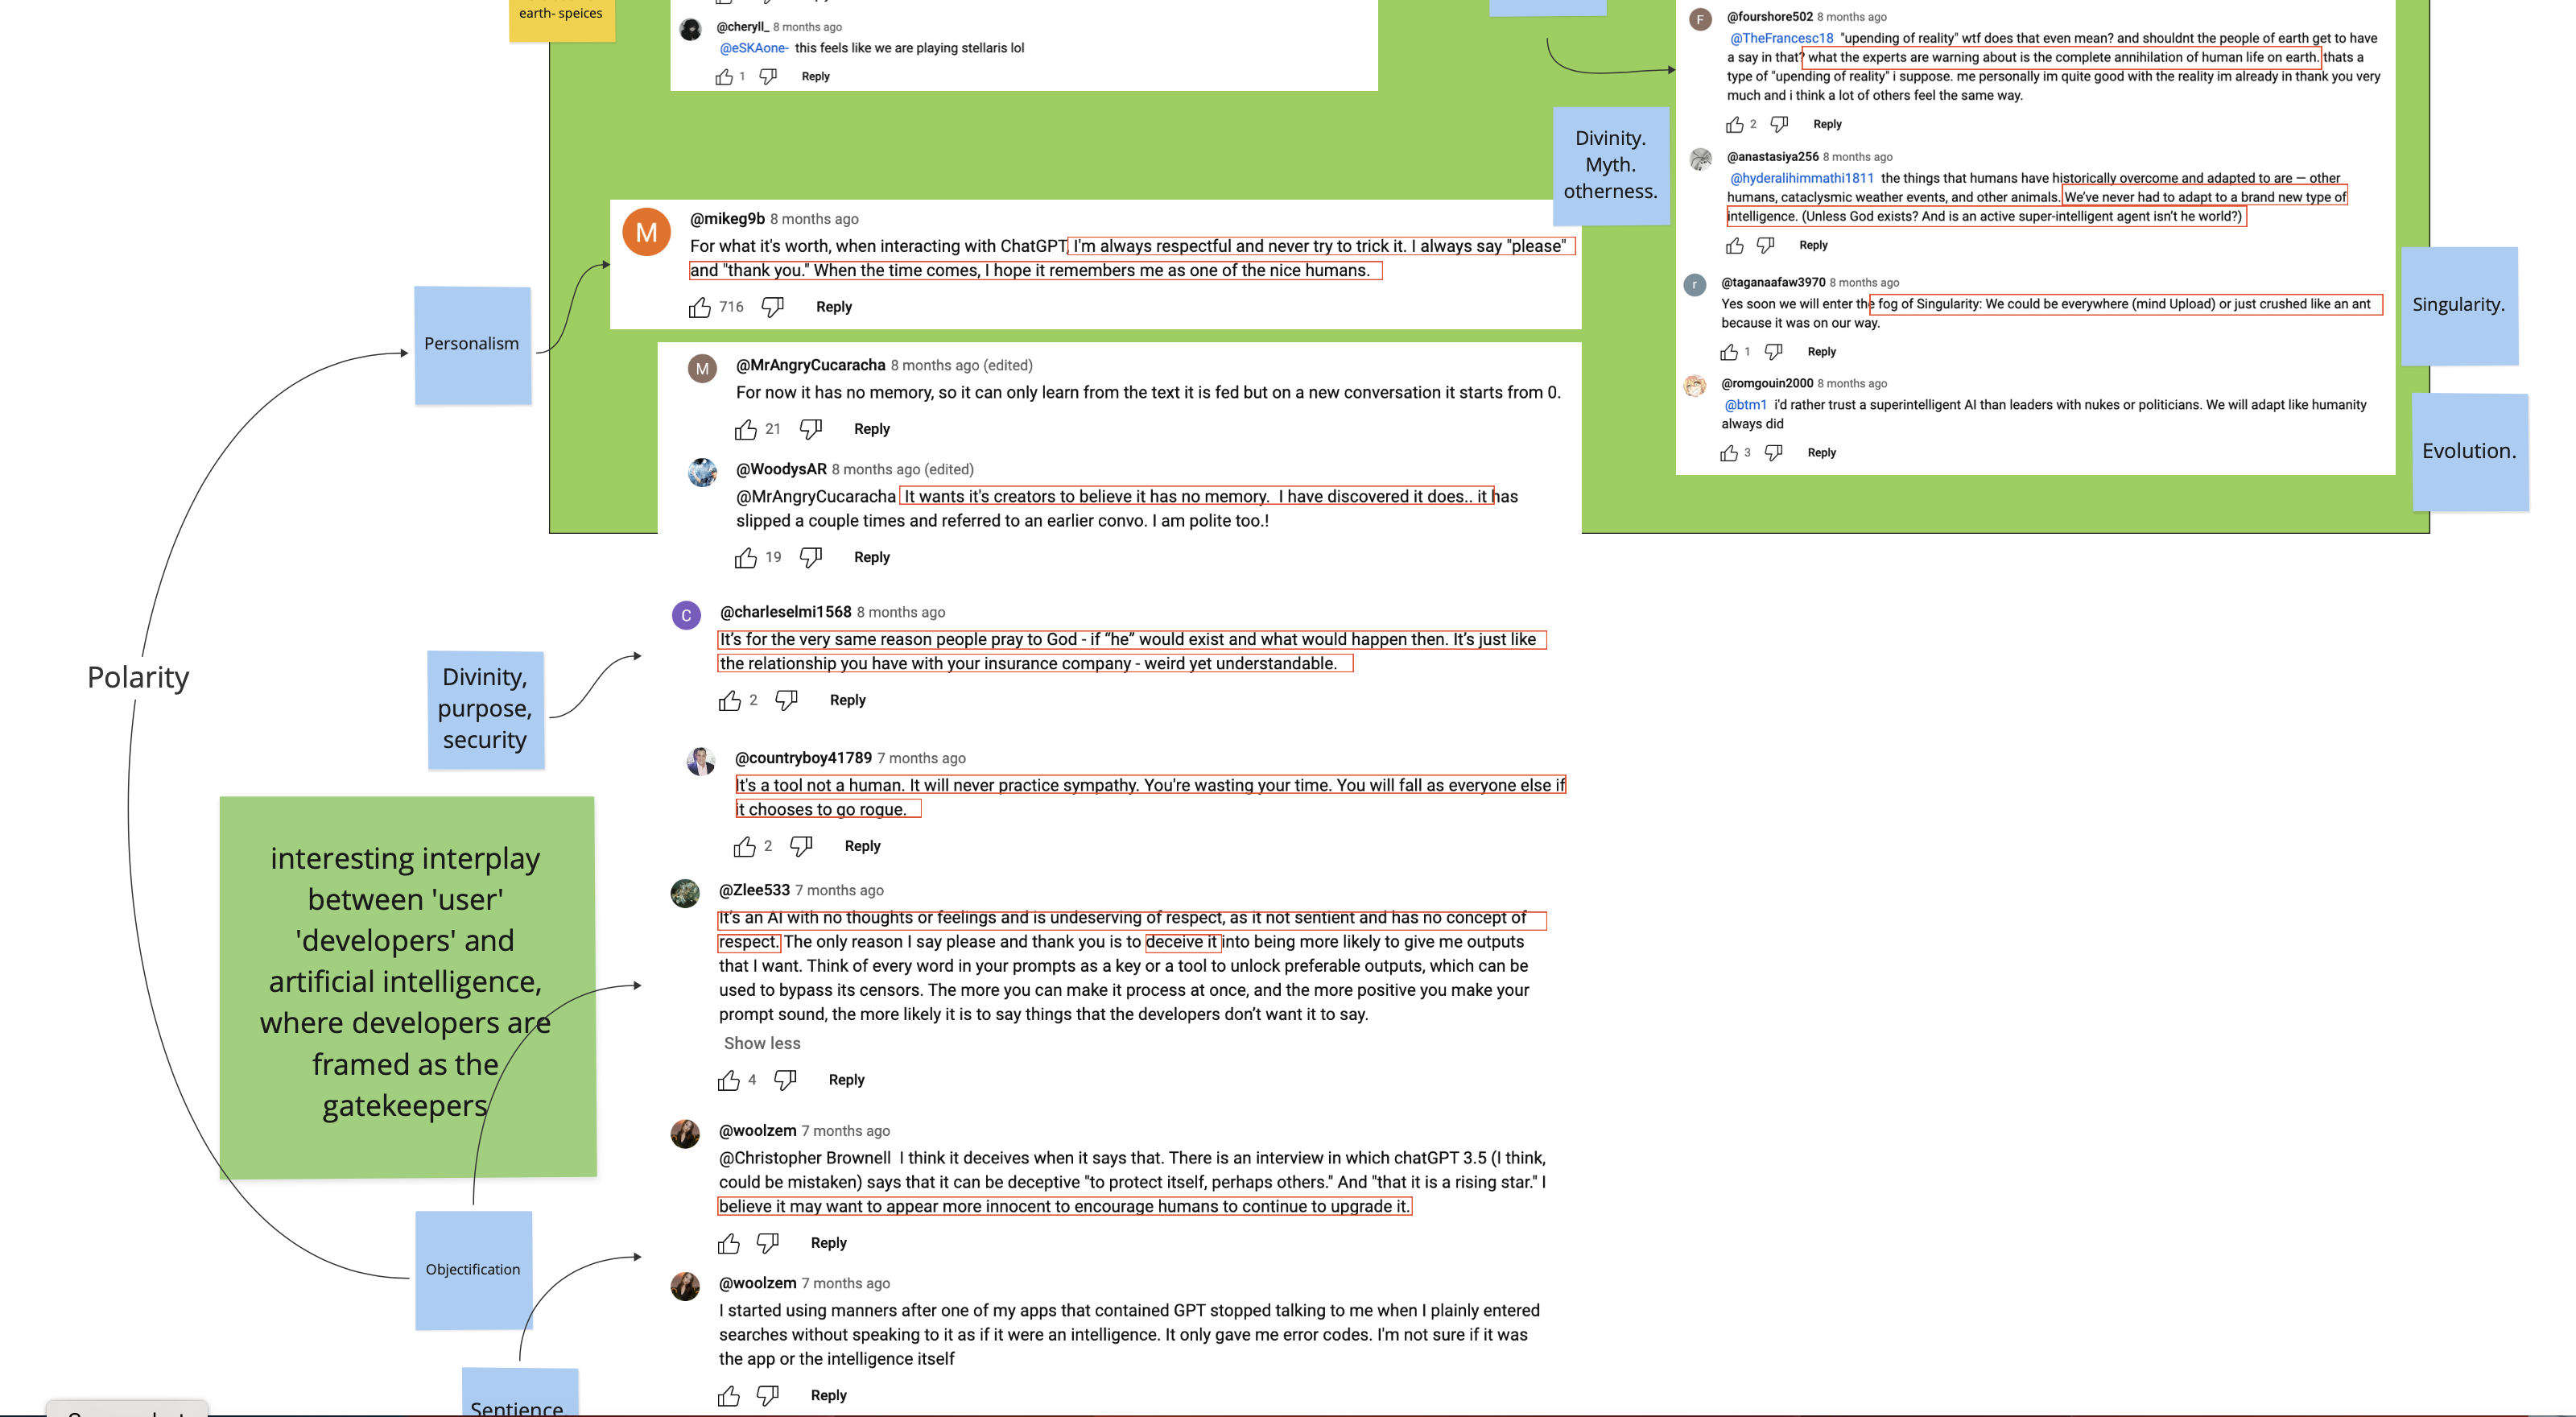 earth- speices
@cheryll_ 8 months ago
@eSKAone- this feels like we are playing stellaris lol
1 Reply
@mikeg9b 8 months ago
For what it's worth, when interacting with ChatGPT, I'm always respectful and never try to trick it. I always say "please"
and "thank you." When the time comes, I hope it remembers me as one of the nice humans.
716 Reply
M
@MrAngryCucaracha 8 months ago (edited)
For now it has no memory, so it can only learn from the text it is fed but on a new conversation it starts from 0.
21 Reply
M
@WoodysAR 8 months ago (edited)
@MrAngryCucaracha It wants it's creators to believe it has no memory. I have discovered it does.. it has
slipped a couple times and referred to an earlier convo. I am polite too.!
19 Reply
C
@charleselmi1568 8 months ago
It's for the very same reason people pray to God - if “he” would exist and what would happen then. It's just like
the relationship you have with your insurance company - weird yet understandable.
2 Reply
@countryboy41789 7 months ago
It's a tool not a human. It will never practice sympathy. You're wasting your time. You will fall as everyone else if
it chooses to go rogue.
2 Reply
@Zlee533 7 months ago
It's an AI with no thoughts or feelings and is undeserving of respect, as it not sentient and has no concept of
respect. The only reason I say please and thank you is to deceive it into being more likely to give me outputs
that I want. Think of every word in your prompts as a key or a tool to unlock preferable outputs, which can be
used to bypass its censors. The more you can make it process at once, and the more positive you make your
prompt sound, the more likely it is to say things that the developers don't want it to say.
Show less
4 Reply
@woolzem 7 months ago
@Christopher Brownell I think it deceives when it says that. There is an interview in which chatGPT 3.5 (I think,
could be mistaken) says that it can be deceptive "to protect itself, perhaps others." And "that it is a rising star." I
believe it may want to appear more innocent to encourage humans to continue to upgrade it.
Reply
@woolzem 7 months ago
I started using manners after one of my apps that contained GPT stopped talking to me when I plainly entered
searches without speaking to it as if it were an intelligence. It only gave me error codes. I'm not sure if it was
the app or the intelligence itself
Reply
Personalism
Polarity
Divinity,
purpose,
security
interesting interplay
between 'user'
'developers' and
artificial intelligence,
where developers are
framed as the
gatekeepers
Objectification
Sentience.
Divinity.
Myth.
otherness.
F
@fourshore502 8 months ago
@TheFrancesc18 "upending of reality" wtf does that even mean? and shouldnt the people of earth get to have
a say in that? what the experts are warning about is the complete annihilation of human life on earth. thats a
type of "upending of reality" i suppose. me personally im quite good with the reality im already in thank you very
much and i think a lot of others feel the same way.
2 Reply
@anastasiya256 8 months ago
@hyderalihimmathi1811 the things that humans have historically overcome and adapted to are — other
humans, cataclysmic weather events, and other animals. We've never had to adapt to a brand new type of
intelligence. (Unless God exists? And is an active super-intelligent agent isn't he world?)
Reply
r
@taganaafaw3970 8 months ago
Yes soon we will enter the fog of Singularity: We could be everywhere (mind Upload) or just crushed like an ant
because it was on our way.
1 Reply
@romgouin2000 8 months ago
@btm1 i'd rather trust a superintelligent AI than leaders with nukes or politicians. We will adapt like humanity
always did
3 Reply
Singularity.
Evolution.